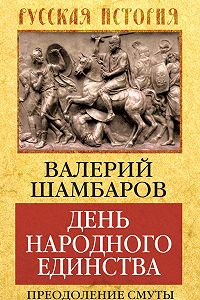 РУССКАЯ ИСТОРИЯ
ВАЛЕРИЙ
ШАМБАРОВ
ДЕНЬ
НАРОДНОГО
ЕДИНСТВА
ПРЕОДОЛЕНИЕ СМУТЫ